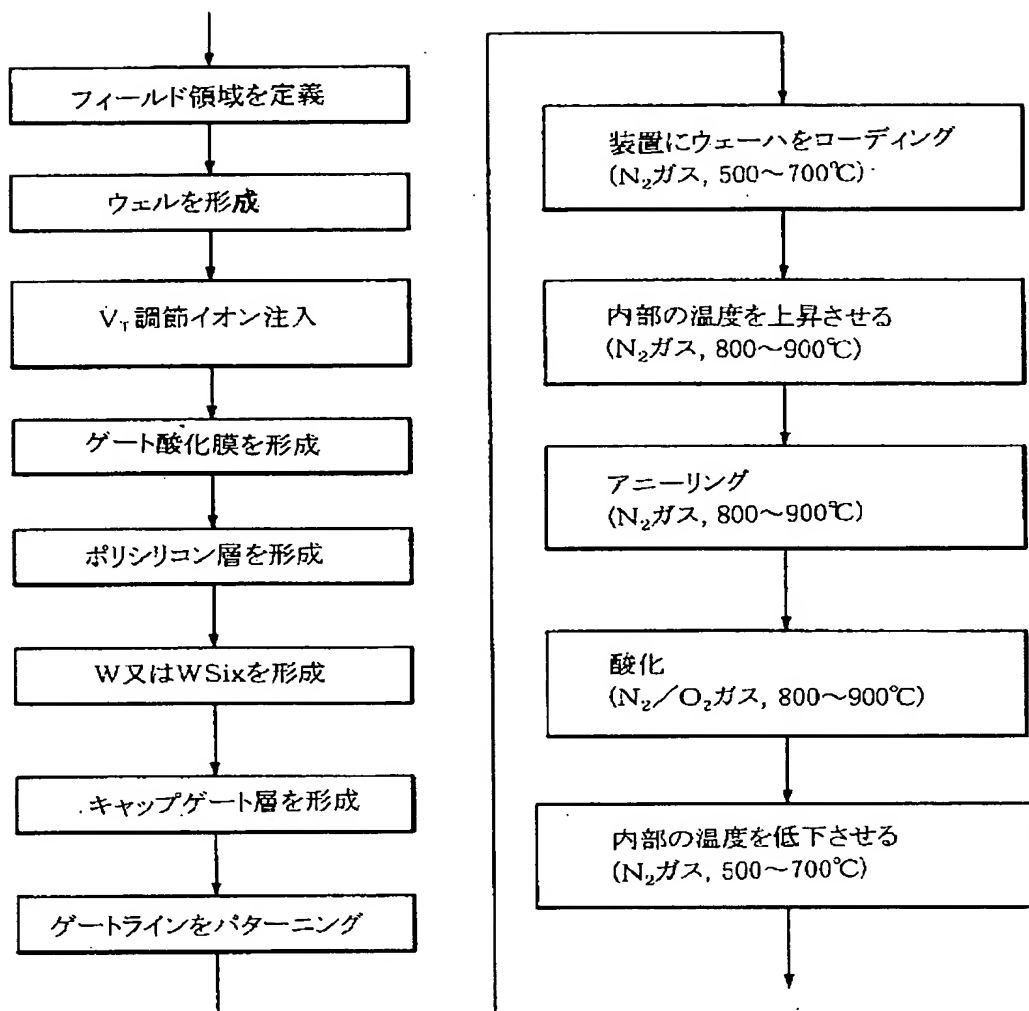 フィールド領域を定義
ウェルを形成
VT調節イオン注入
ゲート酸化膜を形成
ポリシリコン層を形成
W又はWSixを形成
キャップゲート層を形成
ゲートラインをパターニング
装置にウェーハをローディング
(N₂ガス, 500〜700℃)
内部の温度を上昇させる
(N₂ガス, 800〜900℃)
アニーリング
(N₂ガス, 800〜900℃)
酸化
(N₂／O₂ガス, 800〜900℃)
内部の温度を低下させる
(N₂ガス, 500〜700℃)